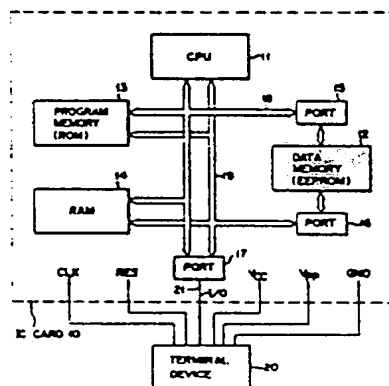 CPU
11
13
PROGRAM
MEMORY
(ROM)
18
15
PORT
12
DATA
MEMORY
(EEPROM)
14
RAM
19
PORT
16
PORT
17
CLK
RES
21
I/O
Vcc
Vpp
GND
IC CARD 10
TERMINAL
DEVICE
20